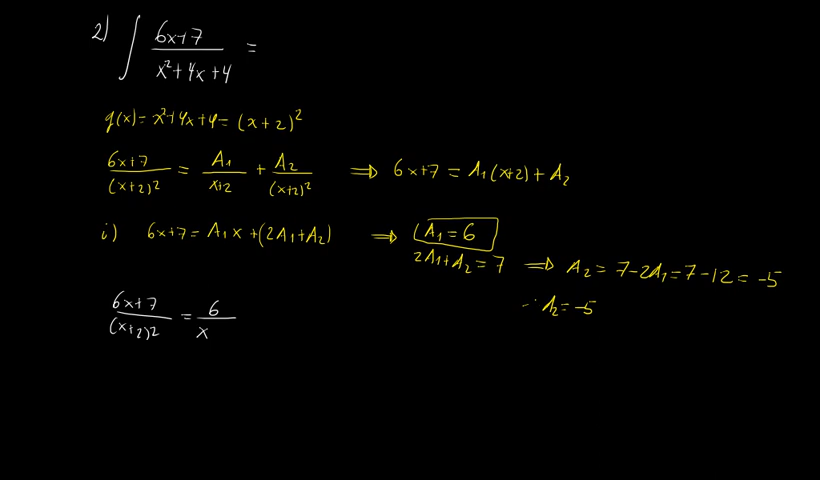 2) ∫ (6x+7)/(x²+4x+4) =
g(x) = x²+4x+4 = (x+2)²
(6x+7)/((x+2)²) = A₁/(x+2) + A₂/((x+2)²) ⟹ 6x+7 = A₁(x+2) + A₂
i) 6x+7 = A₁x + (2A₁+A₂) ⟹ { A₁ = 6
2A₁+A₂ = 7 ⟹ A₂ = 7-2A₁ = 7-12 = -5
∴ A₂ = -5
(6x+7)/((x+2)²) = 6/x